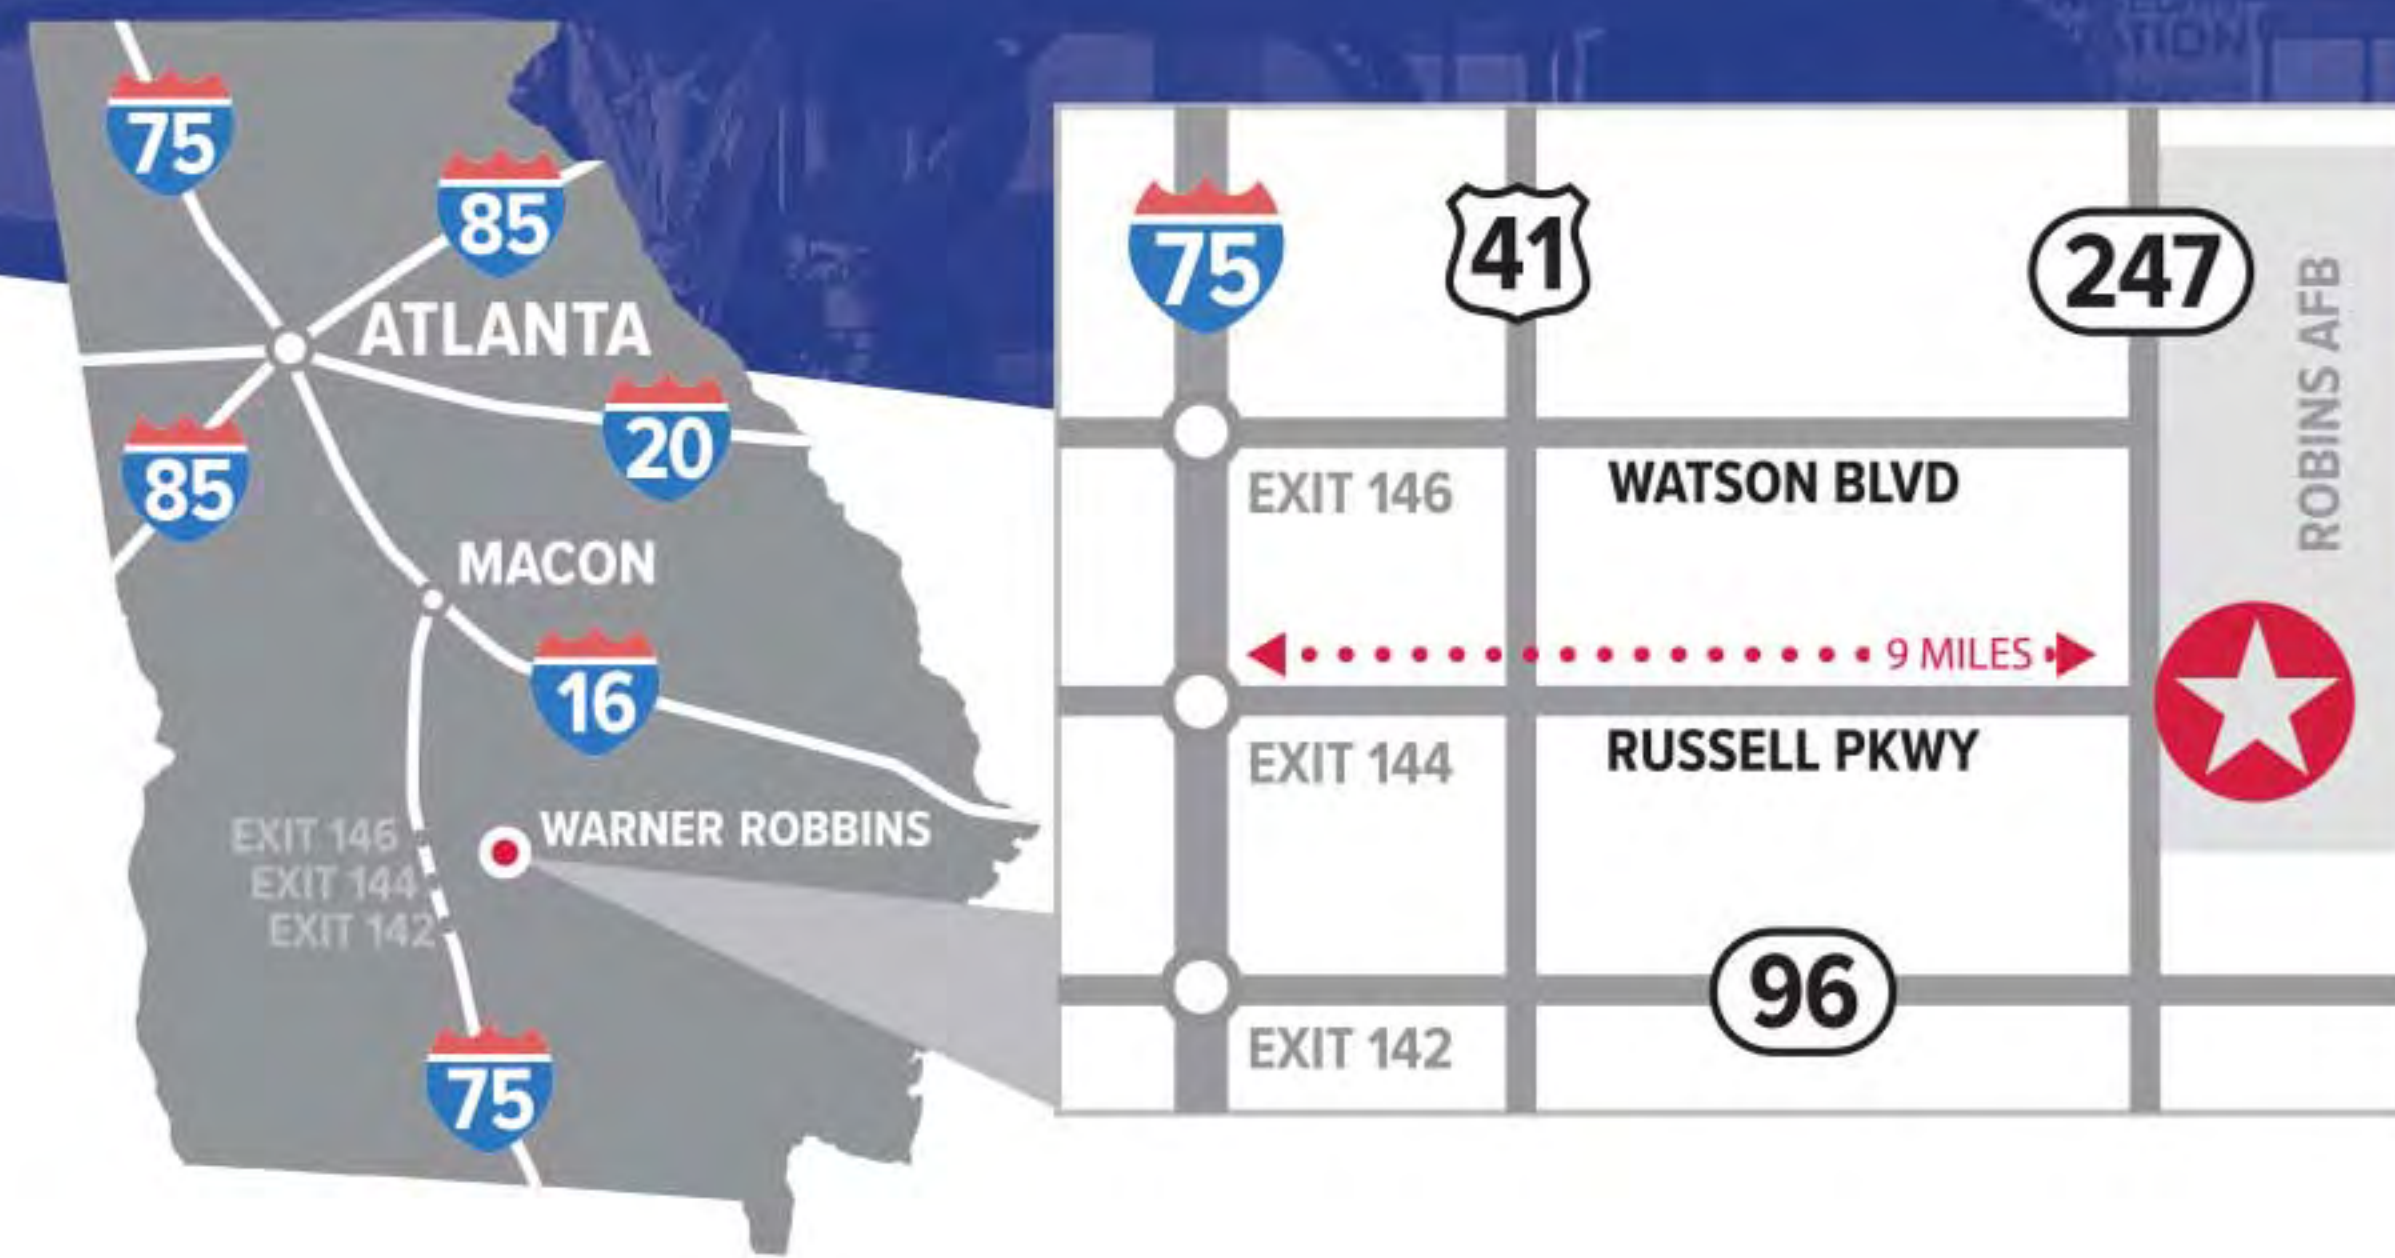 75
85
ATLANTA
20
85
MACON
16
WARNER ROBBINS
EXIT 146
EXIT 144
EXIT 142
75
75
41
247
ROBINS AFB
EXIT 146
WATSON BLVD
9 MILES
EXIT 144
RUSSELL PKWY
96
EXIT 142